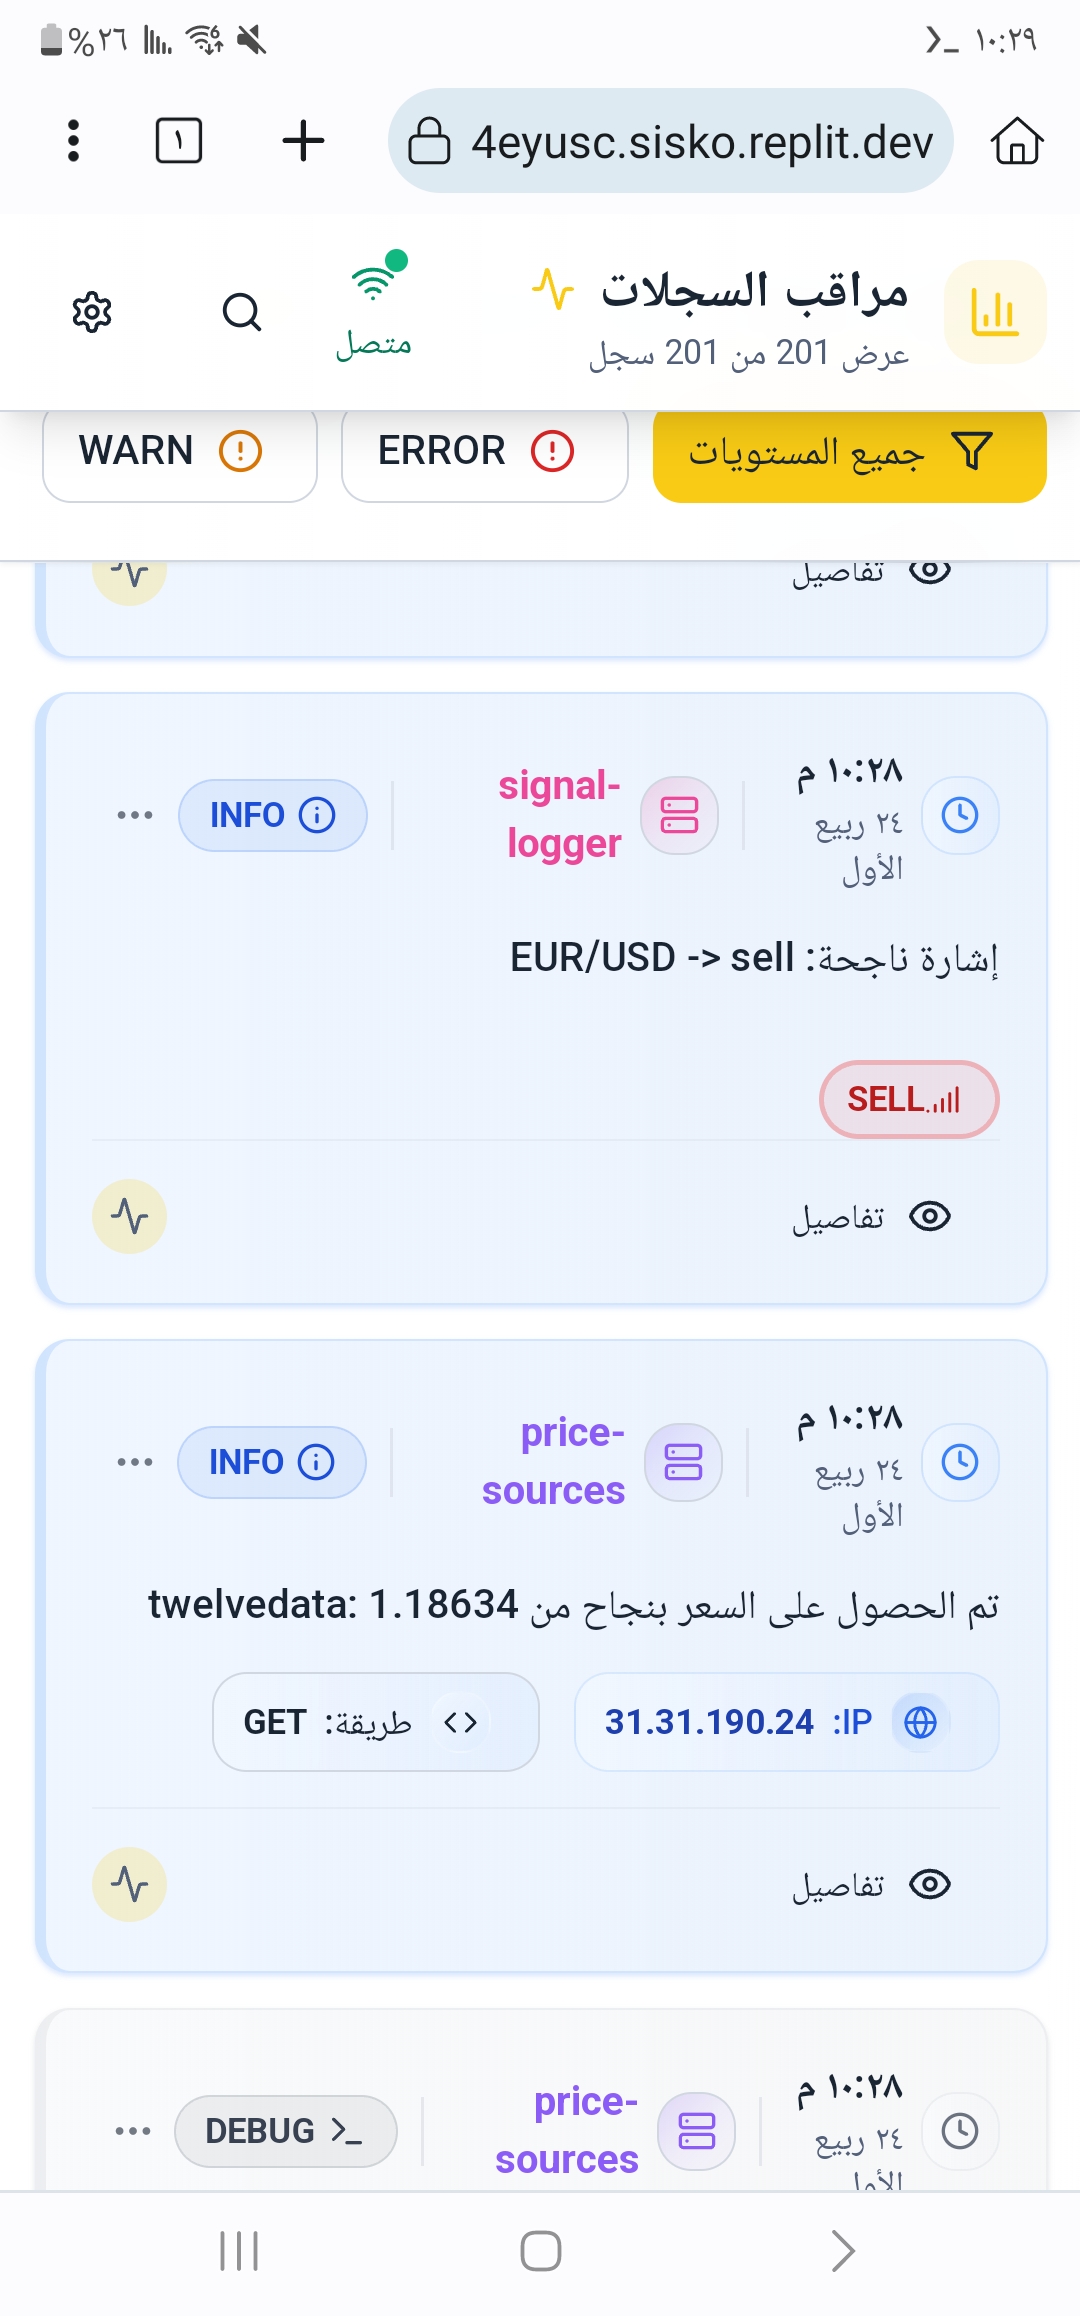 ١٠:٢٩
%٢٦
4eyusc.sisko.replit.dev
١
مراقب السجلات
عرض 201 من 201 سجل
متصل
جميع المستويات
ERROR
WARN
تفاصيل
١٠:٢٨ م
٢٤ ربيع
الأول
signal-
logger
INFO
إشارة ناجحة: EUR/USD -> sell
SELL
تفاصيل
١٠:٢٨ م
٢٤ ربيع
الأول
price-
sources
INFO
تم الحصول على السعر بنجاح من twelvedata: 1.18634
IP: 31.31.190.24
طريقة: GET
تفاصيل
١٠:٢٨ م
٢٤ ربيع
الأول
price-
sources
DEBUG